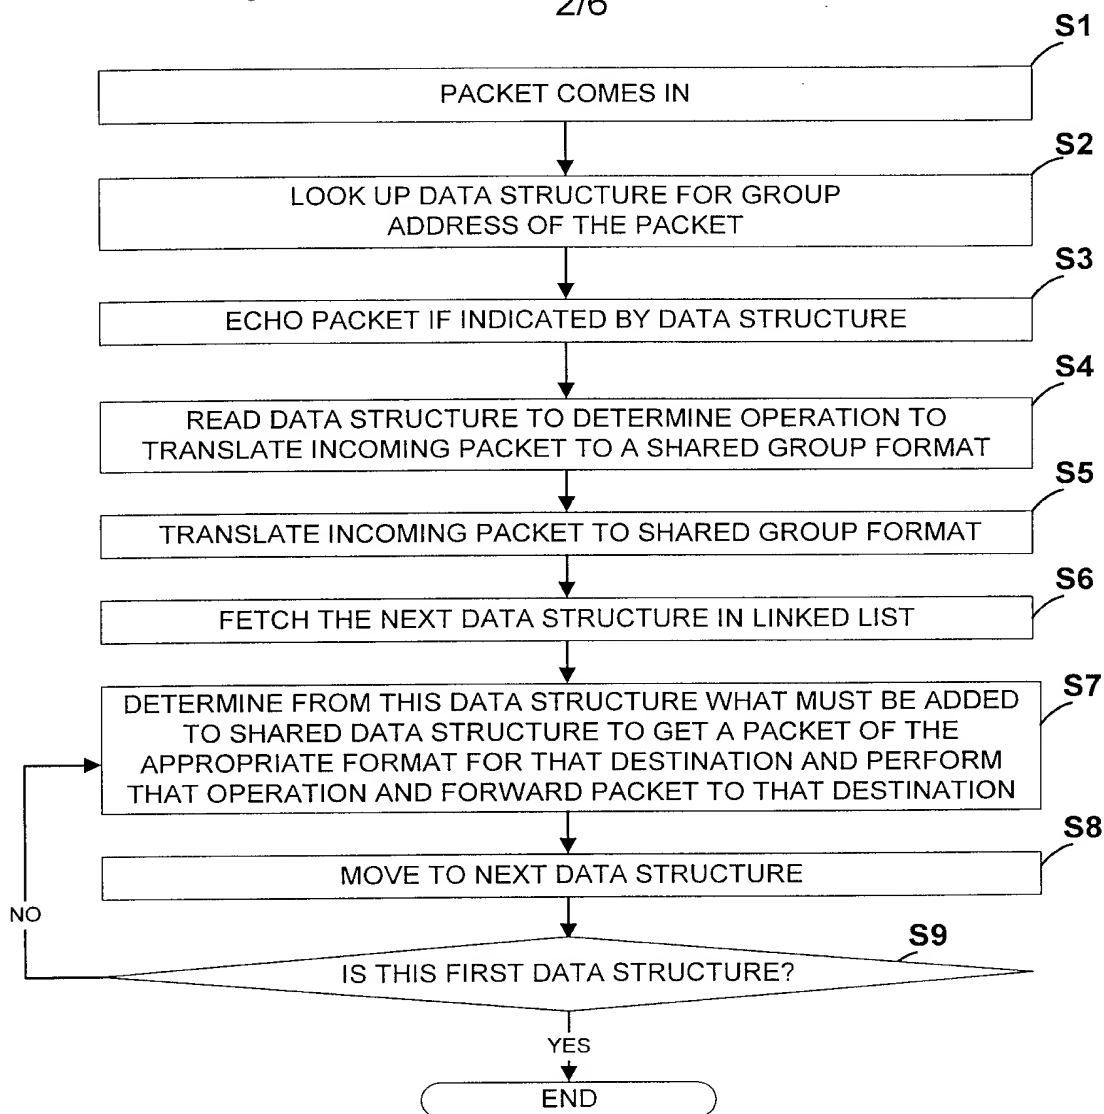 2/6
S1
PACKET COMES IN
S2
LOOK UP DATA STRUCTURE FOR GROUP
ADDRESS OF THE PACKET
S3
ECHO PACKET IF INDICATED BY DATA STRUCTURE
S4
READ DATA STRUCTURE TO DETERMINE OPERATION TO
TRANSLATE INCOMING PACKET TO A SHARED GROUP FORMAT
S5
TRANSLATE INCOMING PACKET TO SHARED GROUP FORMAT
S6
FETCH THE NEXT DATA STRUCTURE IN LINKED LIST
S7
DETERMINE FROM THIS DATA STRUCTURE WHAT MUST BE ADDED
TO SHARED DATA STRUCTURE TO GET A PACKET OF THE
APPROPRIATE FORMAT FOR THAT DESTINATION AND PERFORM
THAT OPERATION AND FORWARD PACKET TO THAT DESTINATION
S8
MOVE TO NEXT DATA STRUCTURE
NO
S9
IS THIS FIRST DATA STRUCTURE?
YES
END